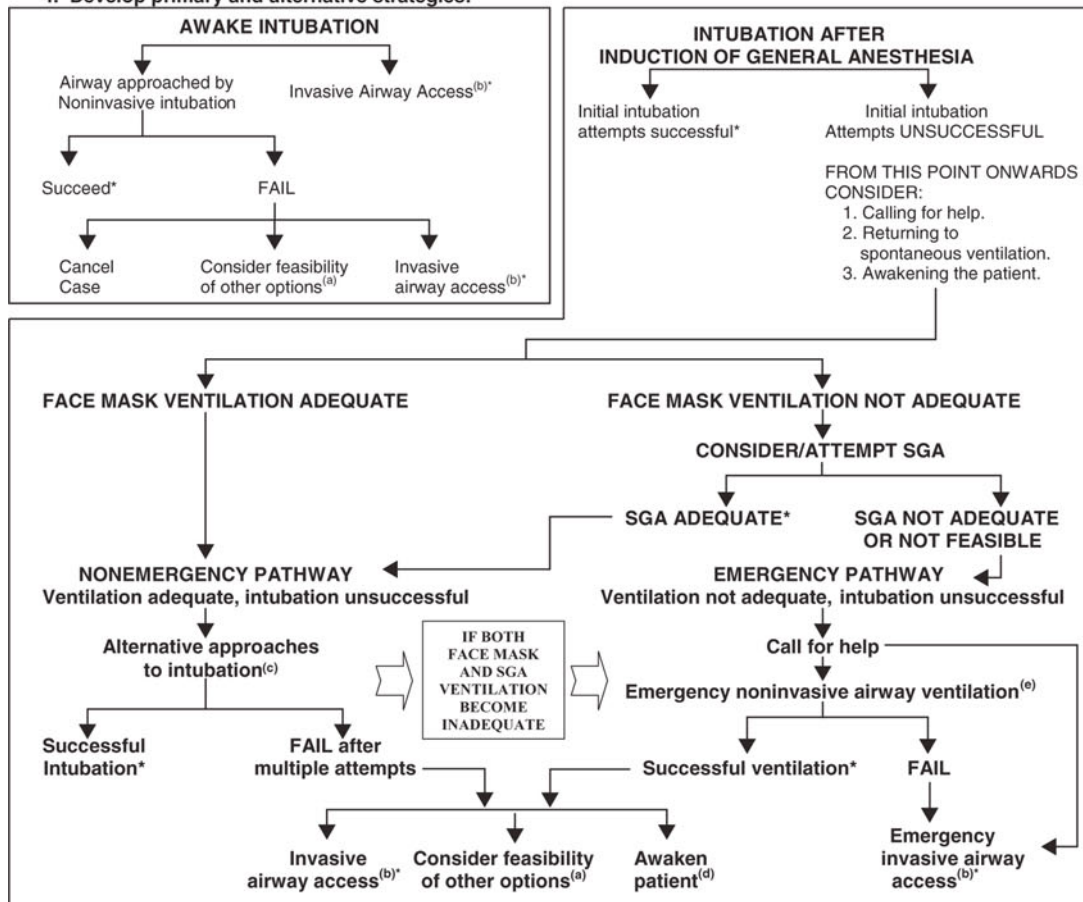 4. Develop primary and alternative strategies:
AWAKE INTUBATION
Airway approached by
Noninvasive intubation
Invasive Airway Access(b)*
Succeed*
FAIL
Cancel
Case
Consider feasibility
of other options(a)
Invasive
airway access(b)*
INTUBATION AFTER
INDUCTION OF GENERAL ANESTHESIA
Initial intubation
attempts successful*
Initial intubation
Attempts UNSUCCESSFUL
FROM THIS POINT ONWARDS
CONSIDER:
1. Calling for help.
2. Returning to
spontaneous ventilation.
3. Awakening the patient.
FACE MASK VENTILATION ADEQUATE
FACE MASK VENTILATION NOT ADEQUATE
CONSIDER/ATTEMPT SGA
SGA ADEQUATE*
SGA NOT ADEQUATE
OR NOT FEASIBLE
NONEMERGENCY PATHWAY
Ventilation adequate, intubation unsuccessful
EMERGENCY PATHWAY
Ventilation not adequate, intubation unsuccessful
Alternative approaches
to intubation(c)
IF BOTH
FACE MASK
AND SGA
VENTILATION
BECOME
INADEQUATE
Call for help
Emergency noninvasive airway ventilation(e)
Successful
Intubation*
FAIL after
multiple attempts
Successful ventilation*
FAIL
Invasive
airway access(b)*
Consider feasibility
of other options(a)
Awaken
patient(d)
Emergency
invasive airway
access(b)*